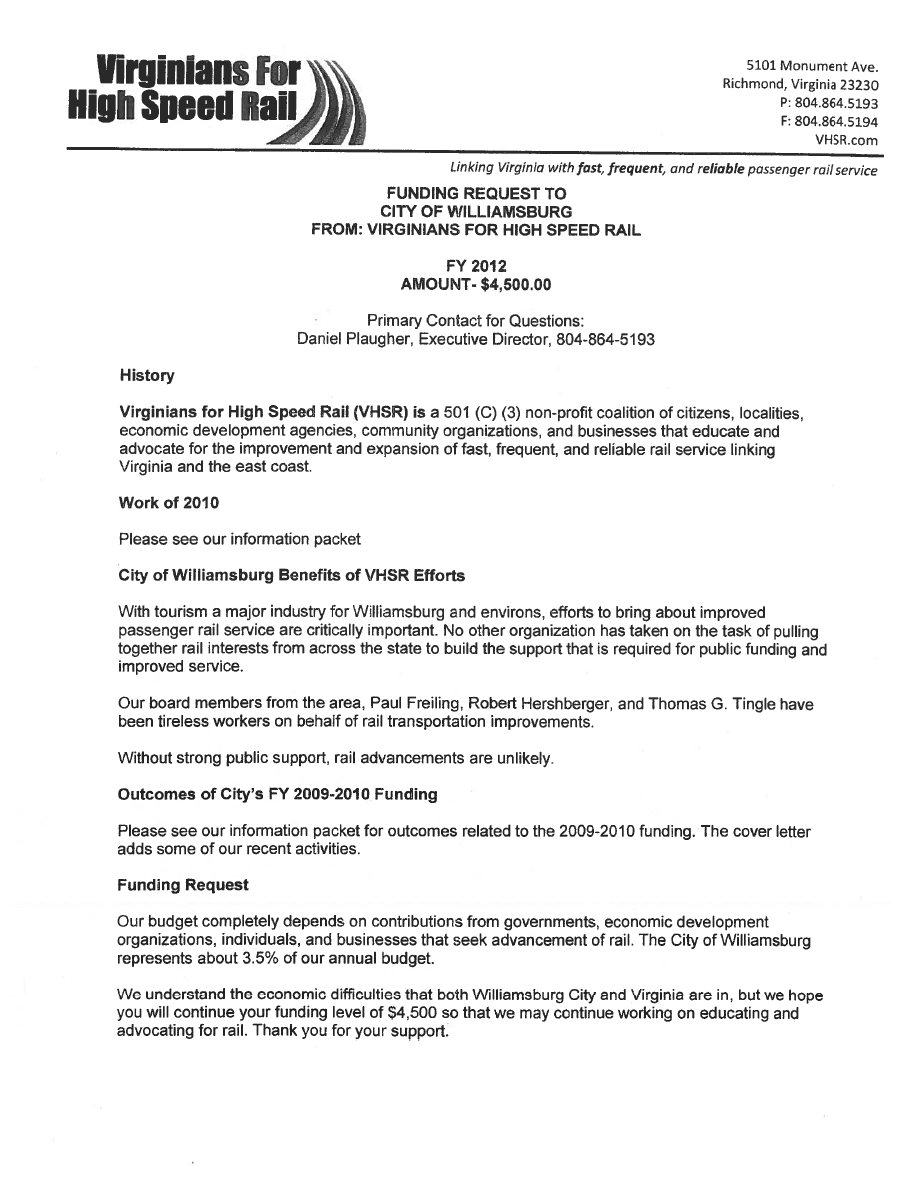 Virginians For
High Speed Rail
5101 Monument Ave.
Richmond, Virginia 23230
P: 804.864.5193
F: 804.864.5194
VHSR.com
Linking Virginia with fast, frequent, and reliable passenger rail service
FUNDING REQUEST TO
CITY OF WILLIAMSBURG
FROM: VIRGINIANS FOR HIGH SPEED RAIL
FY 2012
AMOUNT- $4,500.00
Primary Contact for Questions:
Daniel Plaugher, Executive Director, 804-864-5193
History
Virginians for High Speed Rail (VHSR) is a 501 (C) (3) non-profit coalition of citizens, localities,
economic development agencies, community organizations, and businesses that educate and
advocate for the improvement and expansion of fast, frequent, and reliable rail service linking
Virginia and the east coast.
Work of 2010
Please see our information packet
City of Williamsburg Benefits of VHSR Efforts
With tourism a major industry for Williamsburg and environs, efforts to bring about improved
passenger rail service are critically important. No other organization has taken on the task of pulling
together rail interests from across the state to build the support that is required for public funding and
improved service.
Our board members from the area, Paul Freiling, Robert Hershberger, and Thomas G. Tingle have
been tireless workers on behalf of rail transportation improvements.
Without strong public support, rail advancements are unlikely.
Outcomes of City's FY 2009-2010 Funding
Please see our information packet for outcomes related to the 2009-2010 funding. The cover letter
adds some of our recent activities.
Funding Request
Our budget completely depends on contributions from governments, economic development
organizations, individuals, and businesses that seek advancement of rail. The City of Williamsburg
represents about 3.5% of our annual budget.
We understand the economic difficulties that both Williamsburg City and Virginia are in, but we hope
you will continue your funding level of $4,500 so that we may continue working on educating and
advocating for rail. Thank you for your support.